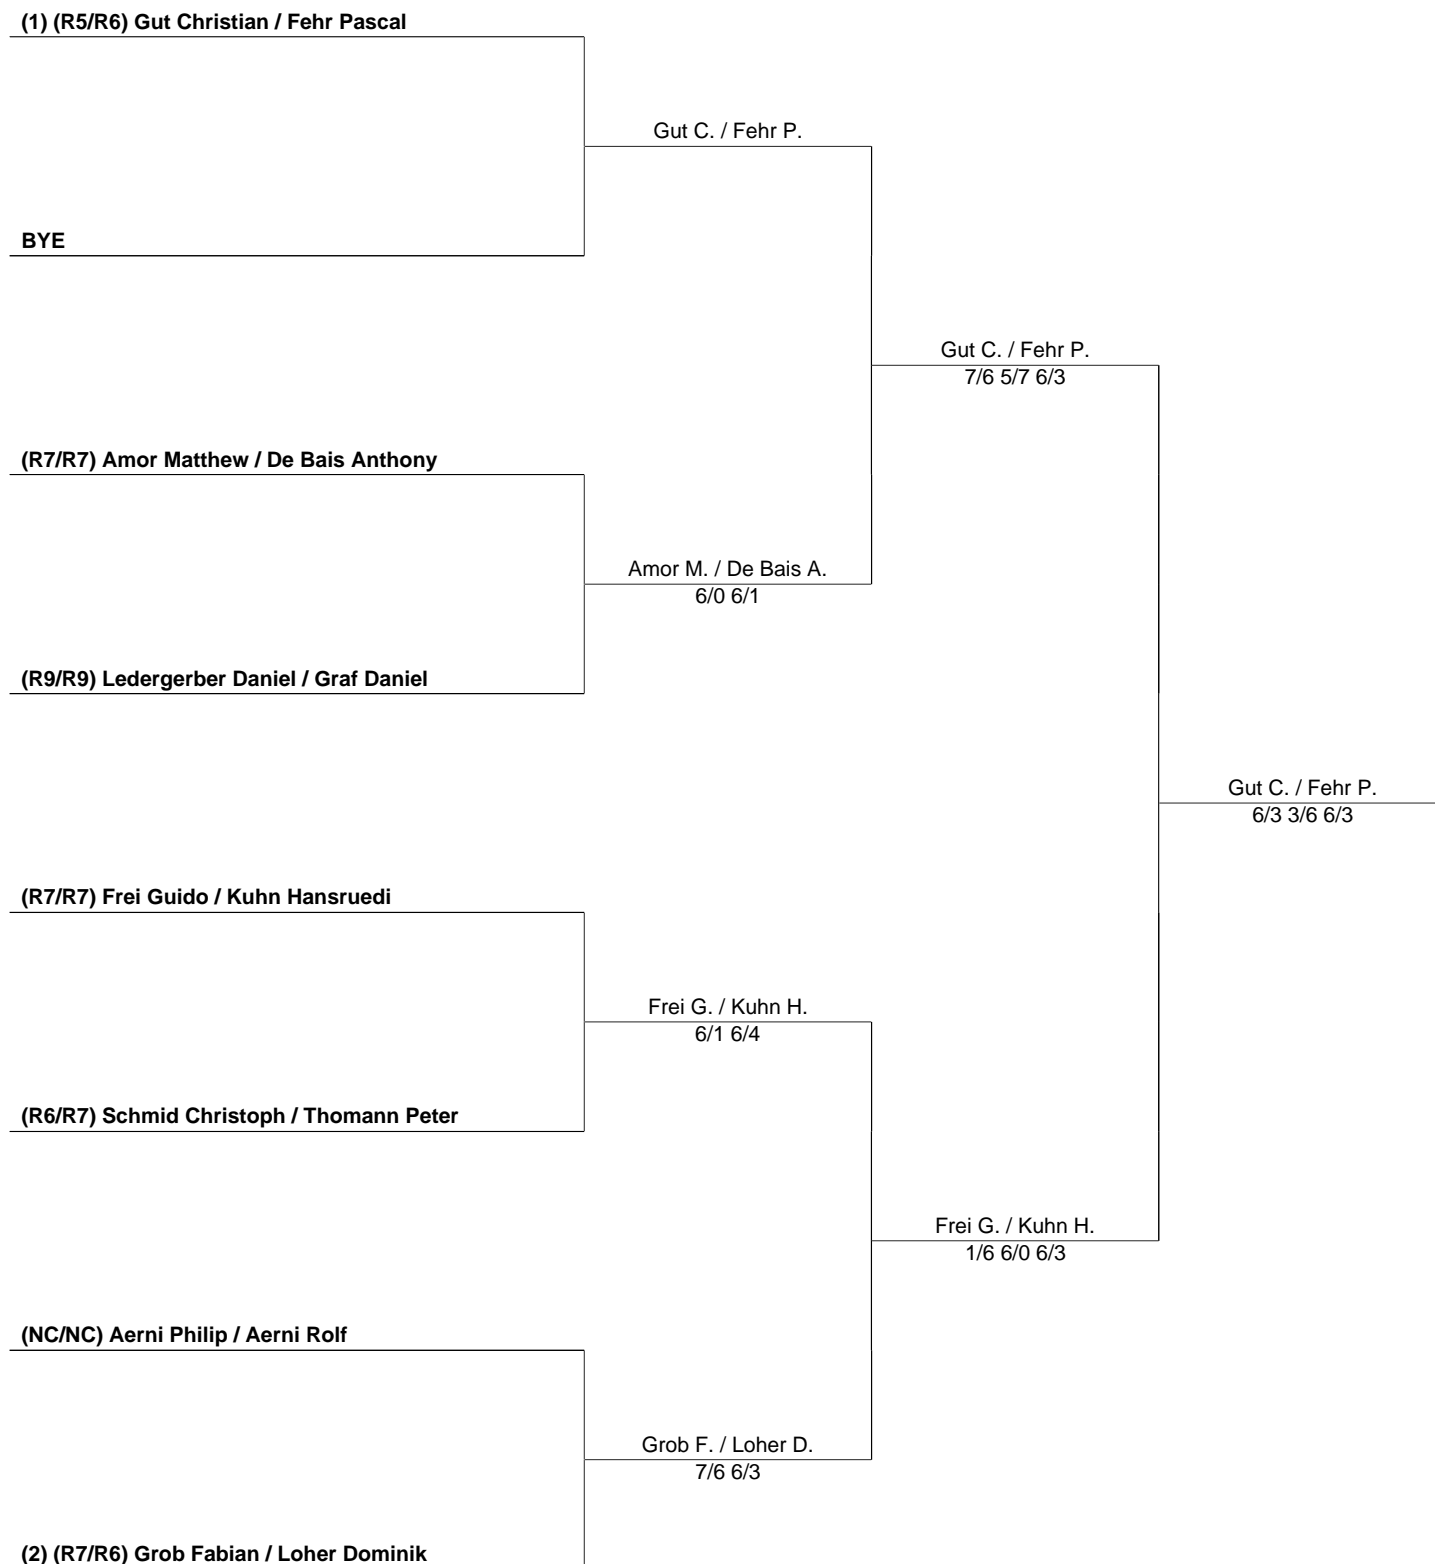 (1) (R5/R6) Gut Christian / Fehr Pascal
Gut C. / Fehr P.
BYE
Gut C. / Fehr P.
7/6 5/7 6/3
(R7/R7) Amor Matthew / De Bais Anthony
Amor M. / De Bais A.
6/0 6/1
(R9/R9) Ledergerber Daniel / Graf Daniel
Gut C. / Fehr P.
6/3 3/6 6/3
(R7/R7) Frei Guido / Kuhn Hansruedi
Frei G. / Kuhn H.
6/1 6/4
(R6/R7) Schmid Christoph / Thomann Peter
Frei G. / Kuhn H.
1/6 6/0 6/3
(NC/NC) Aerni Philip / Aerni Rolf
Grob F. / Loher D.
7/6 6/3
(2) (R7/R6) Grob Fabian / Loher Dominik